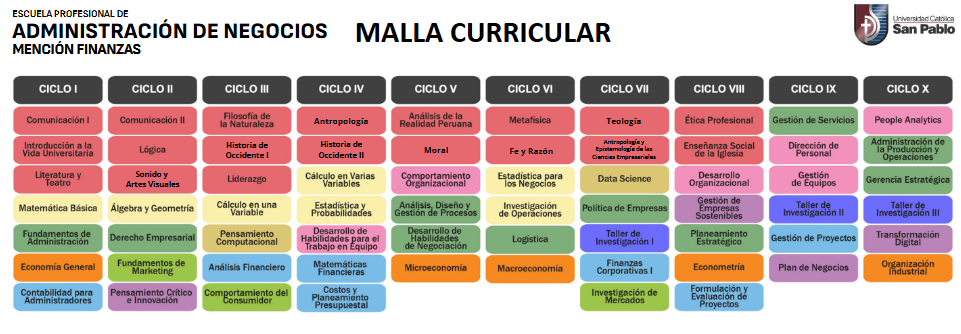 ESCUELA PROFESIONAL DE
ADMINISTRACIÓN DE NEGOCIOS
MENCIÓN FINANZAS
MALLA CURRICULAR
Universidad Católica
San Pablo
CICLO I
CICLO II
CICLO III
CICLO IV
CICLO V
CICLO VI
CICLO VII
CICLO VIII
CICLO IX
CICLO X
Comunicación I
Comunicación II
Filosofía de
la Naturaleza
Antropología
Análisis de la
Realidad Peruana
Metafísica
Teología
Ética Profesional
Gestión de Servicios
People Analytics
Introducción a la
Vida Universitaria
Lógica
Historia de
Occidente I
Historia de
Occidente II
Moral
Fe y Razón
Antropología y
Epistemología de las
Ciencias Empresariales
Enseñanza Social
de la Iglesia
Dirección de
Personal
Administración de
la Producción y
Operaciones
Literatura y
Teatro
Sonido y
Artes Visuales
Liderazgo
Cálculo en Varias
Variables
Comportamiento
Organizacional
Estadística para
los Negocios
Data Science
Desarrollo
Organizacional
Gestión
de Equipos
Gerencia Estratégica
Matemática Básica
Álgebra y Geometría
Cálculo en una
Variable
Estadística y
Probabilidades
Análisis, Diseño y
Gestión de Procesos
Investigación
de Operaciones
Política de Empresas
Gestión de
Empresas
Sostenibles
Taller de
Investigación II
Taller de
Investigación III
Fundamentos de
Administración
Derecho Empresarial
Pensamiento
Computacional
Desarrollo de
Habilidades para el
Trabajo en Equipo
Desarrollo de
Habilidades
de Negociación
Logística
Taller de
Investigación I
Planeamiento
Estratégico
Gestión de Proyectos
Transformación
Digital
Economía General
Fundamentos de
Marketing
Análisis Financiero
Matemáticas
Financieras
Microeconomía
Macroeconomía
Finanzas
Corporativas I
Econometría
Plan de Negocios
Organización
Industrial
Contabilidad para
Administradores
Pensamiento Crítico
e Innovación
Comportamiento del
Consumidor
Costos y
Planeamiento
Presupuestal
Investigación de
Mercados
Formulación y
Evaluación de
Proyectos